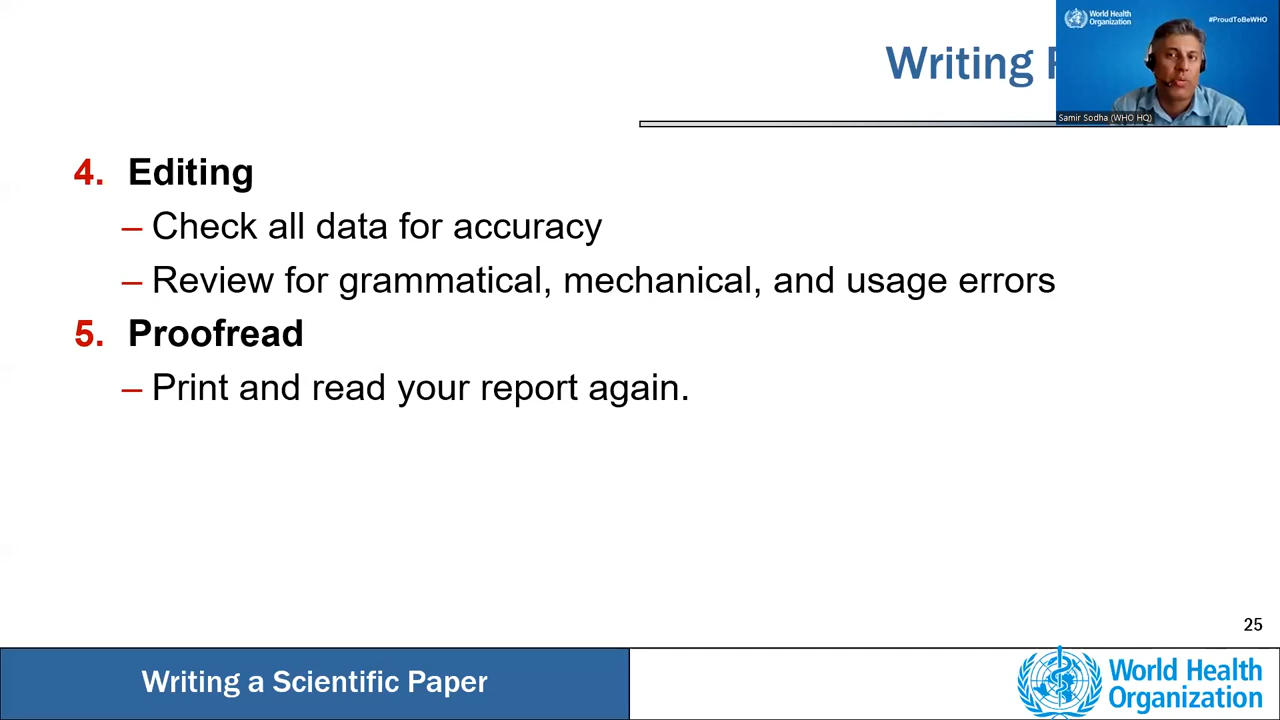 Writing
World Health
Organization
#ProudToBeWHO
Samir Sodha (WHO HQ)
4. Editing
– Check all data for accuracy
– Review for grammatical, mechanical, and usage errors
5. Proofread
– Print and read your report again.
25
Writing a Scientific Paper
World Health
Organization